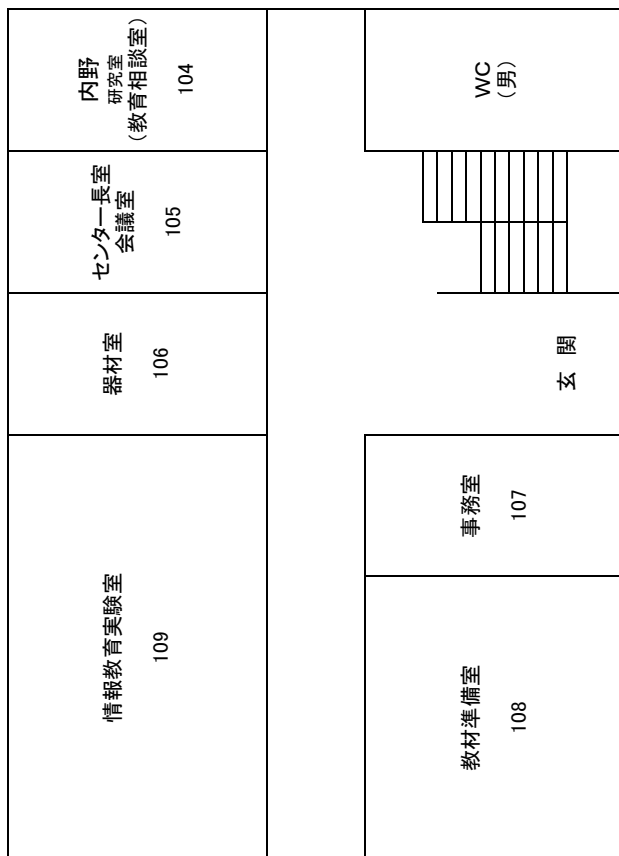 内野
研究室
（教育相談室）
104
センター長室
会議室
105
器材室
106
情報教育実験室
109
WC
（男）
玄　関
事務室
107
教材準備室
108